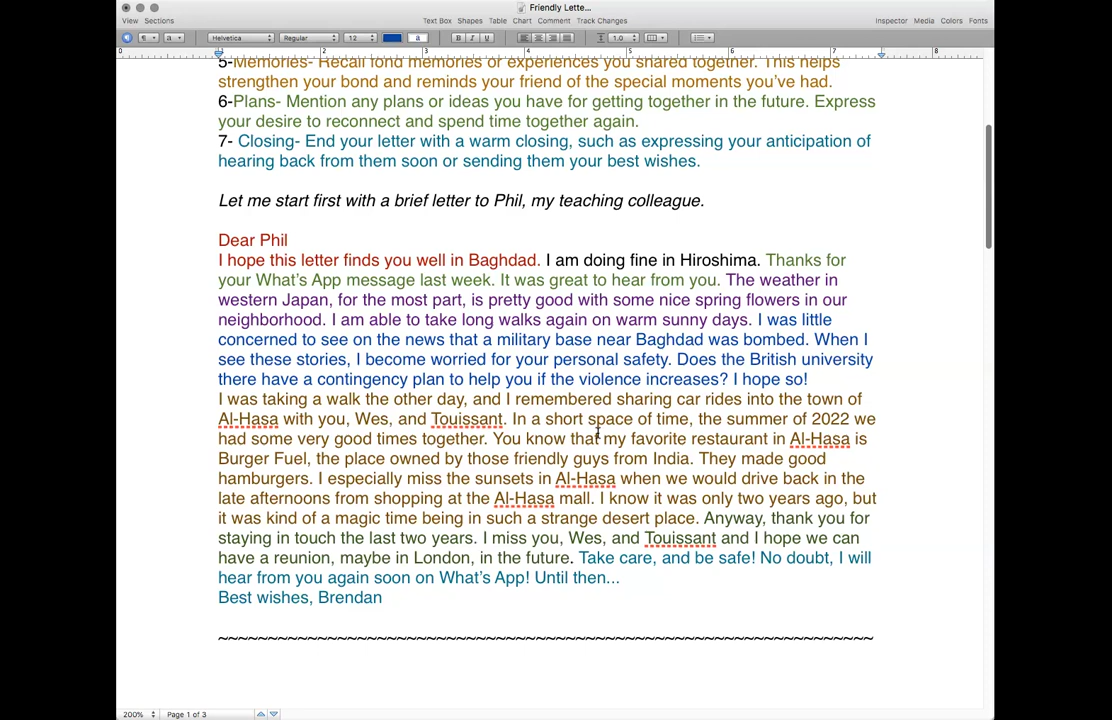 Friendly Lette...
View Sections Text Box Shapes Table Chart Comment Track Changes Inspector Media Colors Fonts
Helvetica Regular 12 a 1.0
0 1 2 3 4 5 6 7 8
5-Memories- Recall fond memories or experiences you shared together. This helps
strengthen your bond and reminds your friend of the special moments you've had.
6-Plans- Mention any plans or ideas you have for getting together in the future. Express
your desire to reconnect and spend time together again.
7- Closing- End your letter with a warm closing, such as expressing your anticipation of
hearing back from them soon or sending them your best wishes.
Let me start first with a brief letter to Phil, my teaching colleague.
Dear Phil
I hope this letter finds you well in Baghdad. I am doing fine in Hiroshima. Thanks for
your What's App message last week. It was great to hear from you. The weather in
western Japan, for the most part, is pretty good with some nice spring flowers in our
neighborhood. I am able to take long walks again on warm sunny days. I was little
concerned to see on the news that a military base near Baghdad was bombed. When I
see these stories, I become worried for your personal safety. Does the British university
there have a contingency plan to help you if the violence increases? I hope so!
I was taking a walk the other day, and I remembered sharing car rides into the town of
Al-Hasa with you, Wes, and Touissant. In a short space of time, the summer of 2022 we
had some very good times together. You know that my favorite restaurant in Al-Hasa is
Burger Fuel, the place owned by those friendly guys from India. They made good
hamburgers. I especially miss the sunsets in Al-Hasa when we would drive back in the
late afternoons from shopping at the Al-Hasa mall. I know it was only two years ago, but
it was kind of a magic time being in such a strange desert place. Anyway, thank you for
staying in touch the last two years. I miss you, Wes, and Touissant and I hope we can
have a reunion, maybe in London, in the future. Take care, and be safe! No doubt, I will
hear from you again soon on What's App! Until then...
Best wishes, Brendan
~~~~~~~~~~~~~~~~~~~~~~~~~~~~~~~~~~~~~~~~~~~~~~~~~~~~~~~~~~~~~~~~~~
200% Page 1 of 3